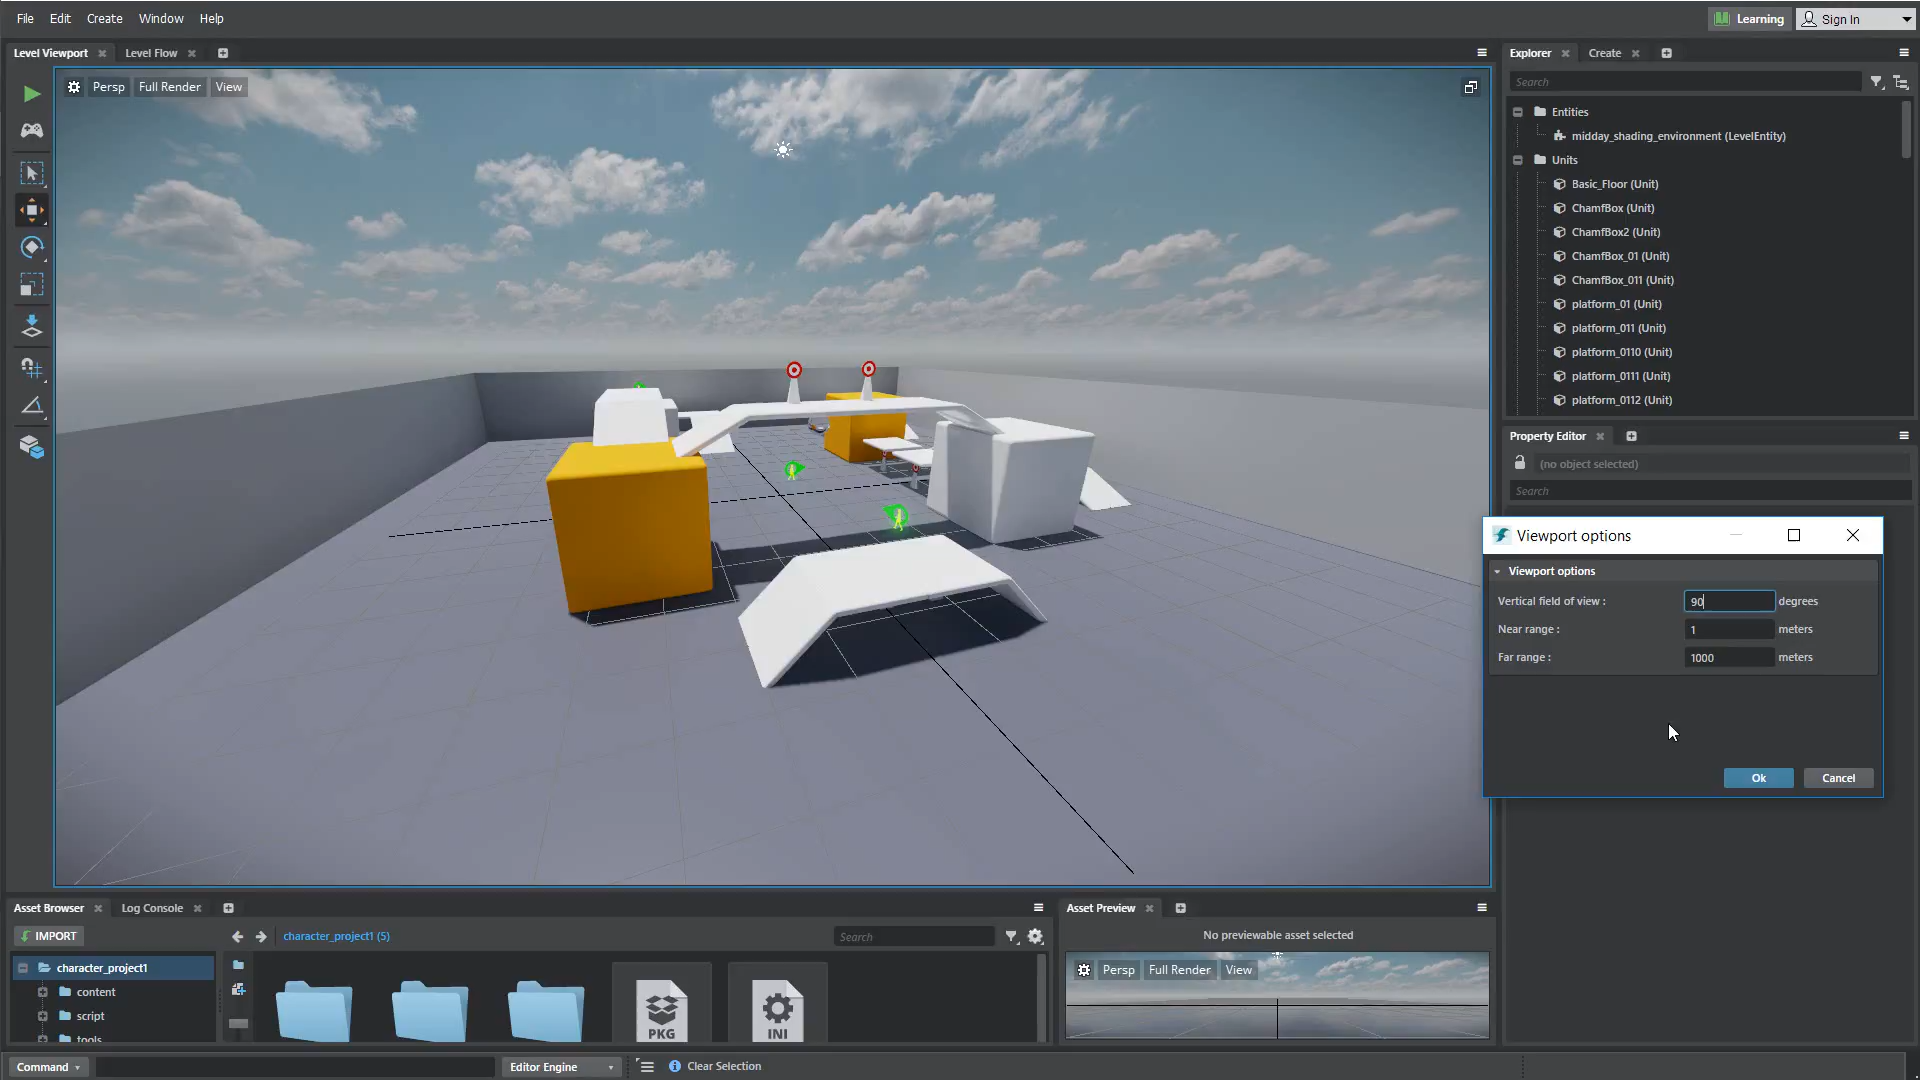 File Edit Create Window Help
Learning Sign In
Level Viewport Level Flow
Persp Full Render View
Explorer Create
Search
Entities
midday_shading_environment (LevelEntity)
Units
Basic_Floor (Unit)
ChamfBox (Unit)
ChamfBox2 (Unit)
ChamfBox_01 (Unit)
ChamfBox_011 (Unit)
platform_01 (Unit)
platform_011 (Unit)
platform_0110 (Unit)
platform_0111 (Unit)
platform_0112 (Unit)
Property Editor
(no object selected)
Search
Viewport options
Viewport options
Vertical field of view : 90 degrees
Near range : 1 meters
Far range : 1000 meters
Ok Cancel
Asset Browser Log Console
IMPORT
character_project1 (5)
Search
character_project1
content
script
tools
PKG
INI
Asset Preview
No previewable asset selected
Persp Full Render View
Command Editor Engine Clear Selection